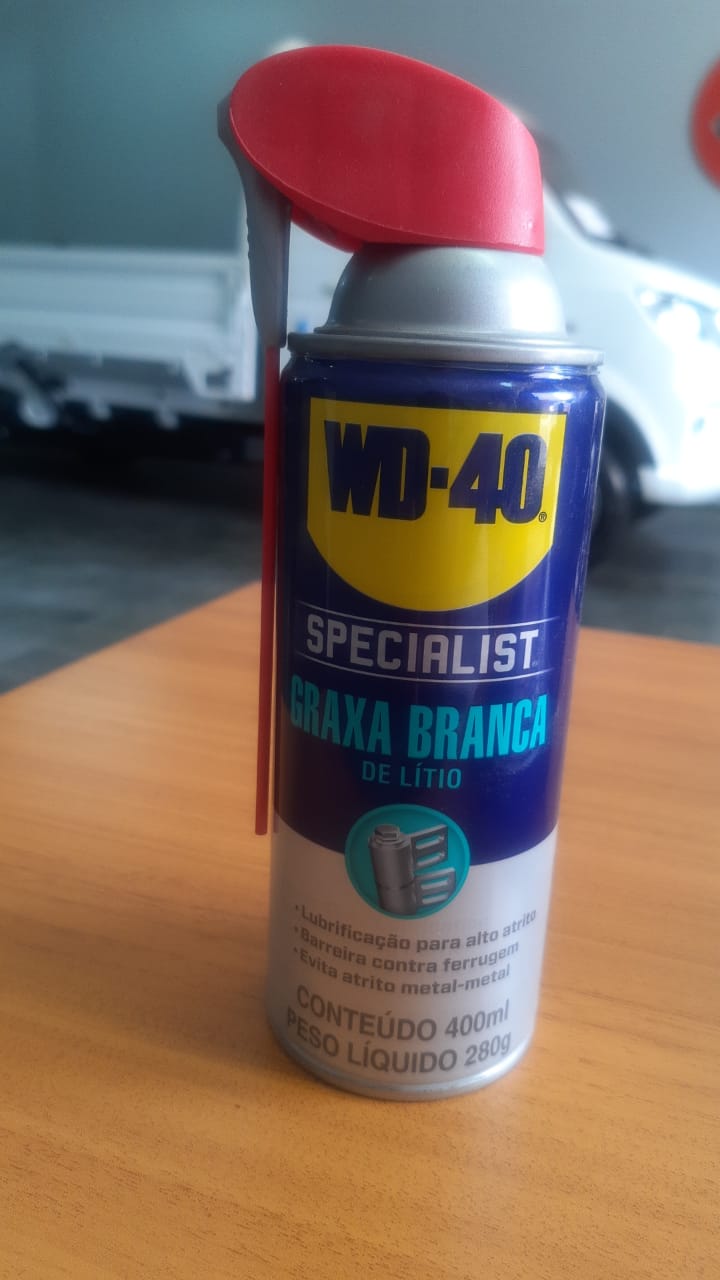 WD-40®
SPECIALIST
GRAXA BRANCA
DE LÍTIO
• Lubrificação para alto atrito
• Barreira contra ferrugem
• Evita atrito metal-metal
CONTEÚDO 400ml
PESO LÍQUIDO 280g